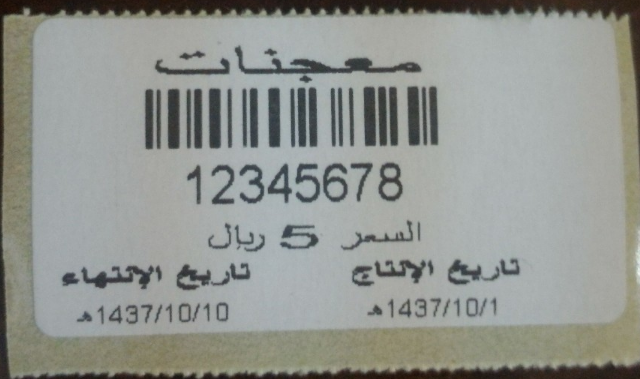 معجنات
12345678
السعر 5 ريال
تاريخ الإنتاج تاريخ الإنتهاء
1437/10/1هـ 1437/10/10هـ